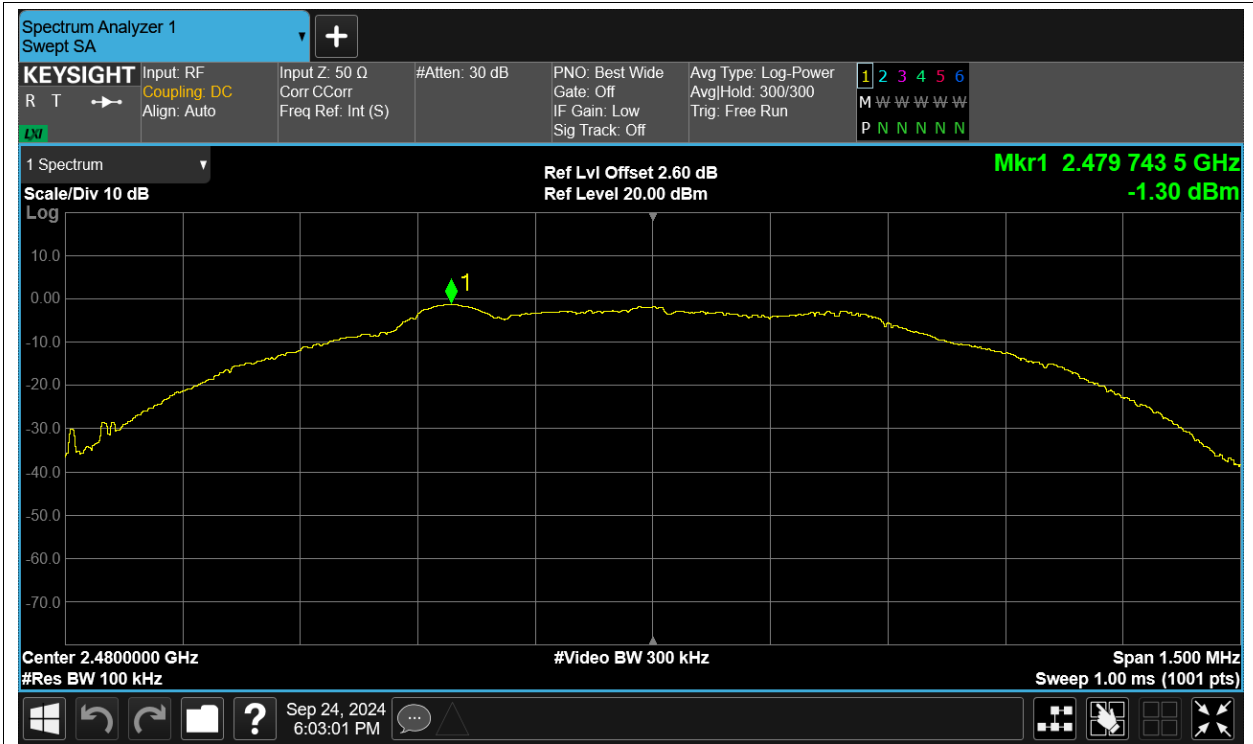 Spectrum Analyzer 1
Swept SA
+
KEYSIGHT
R T
LXI
Input: RF
Coupling: DC
Align: Auto
Input Z: 50 Ω
Corr CCorr
Freq Ref: Int (S)
#Atten: 30 dB
PNO: Best Wide
Gate: Off
IF Gain: Low
Sig Track: Off
Avg Type: Log-Power
Avg|Hold: 300/300
Trig: Free Run
1 2 3 4 5 6
M W W W W W
P N N N N N
1 Spectrum
Scale/Div 10 dB
Ref Lvl Offset 2.60 dB
Ref Level 20.00 dBm
Mkr1 2.479 743 5 GHz
-1.30 dBm
Log
1
10.0
0.00
-10.0
-20.0
-30.0
-40.0
-50.0
-60.0
-70.0
Center 2.4800000 GHz
#Video BW 300 kHz
Span 1.500 MHz
#Res BW 100 kHz
Sweep 1.00 ms (1001 pts)
?
Sep 24, 2024
6:03:01 PM